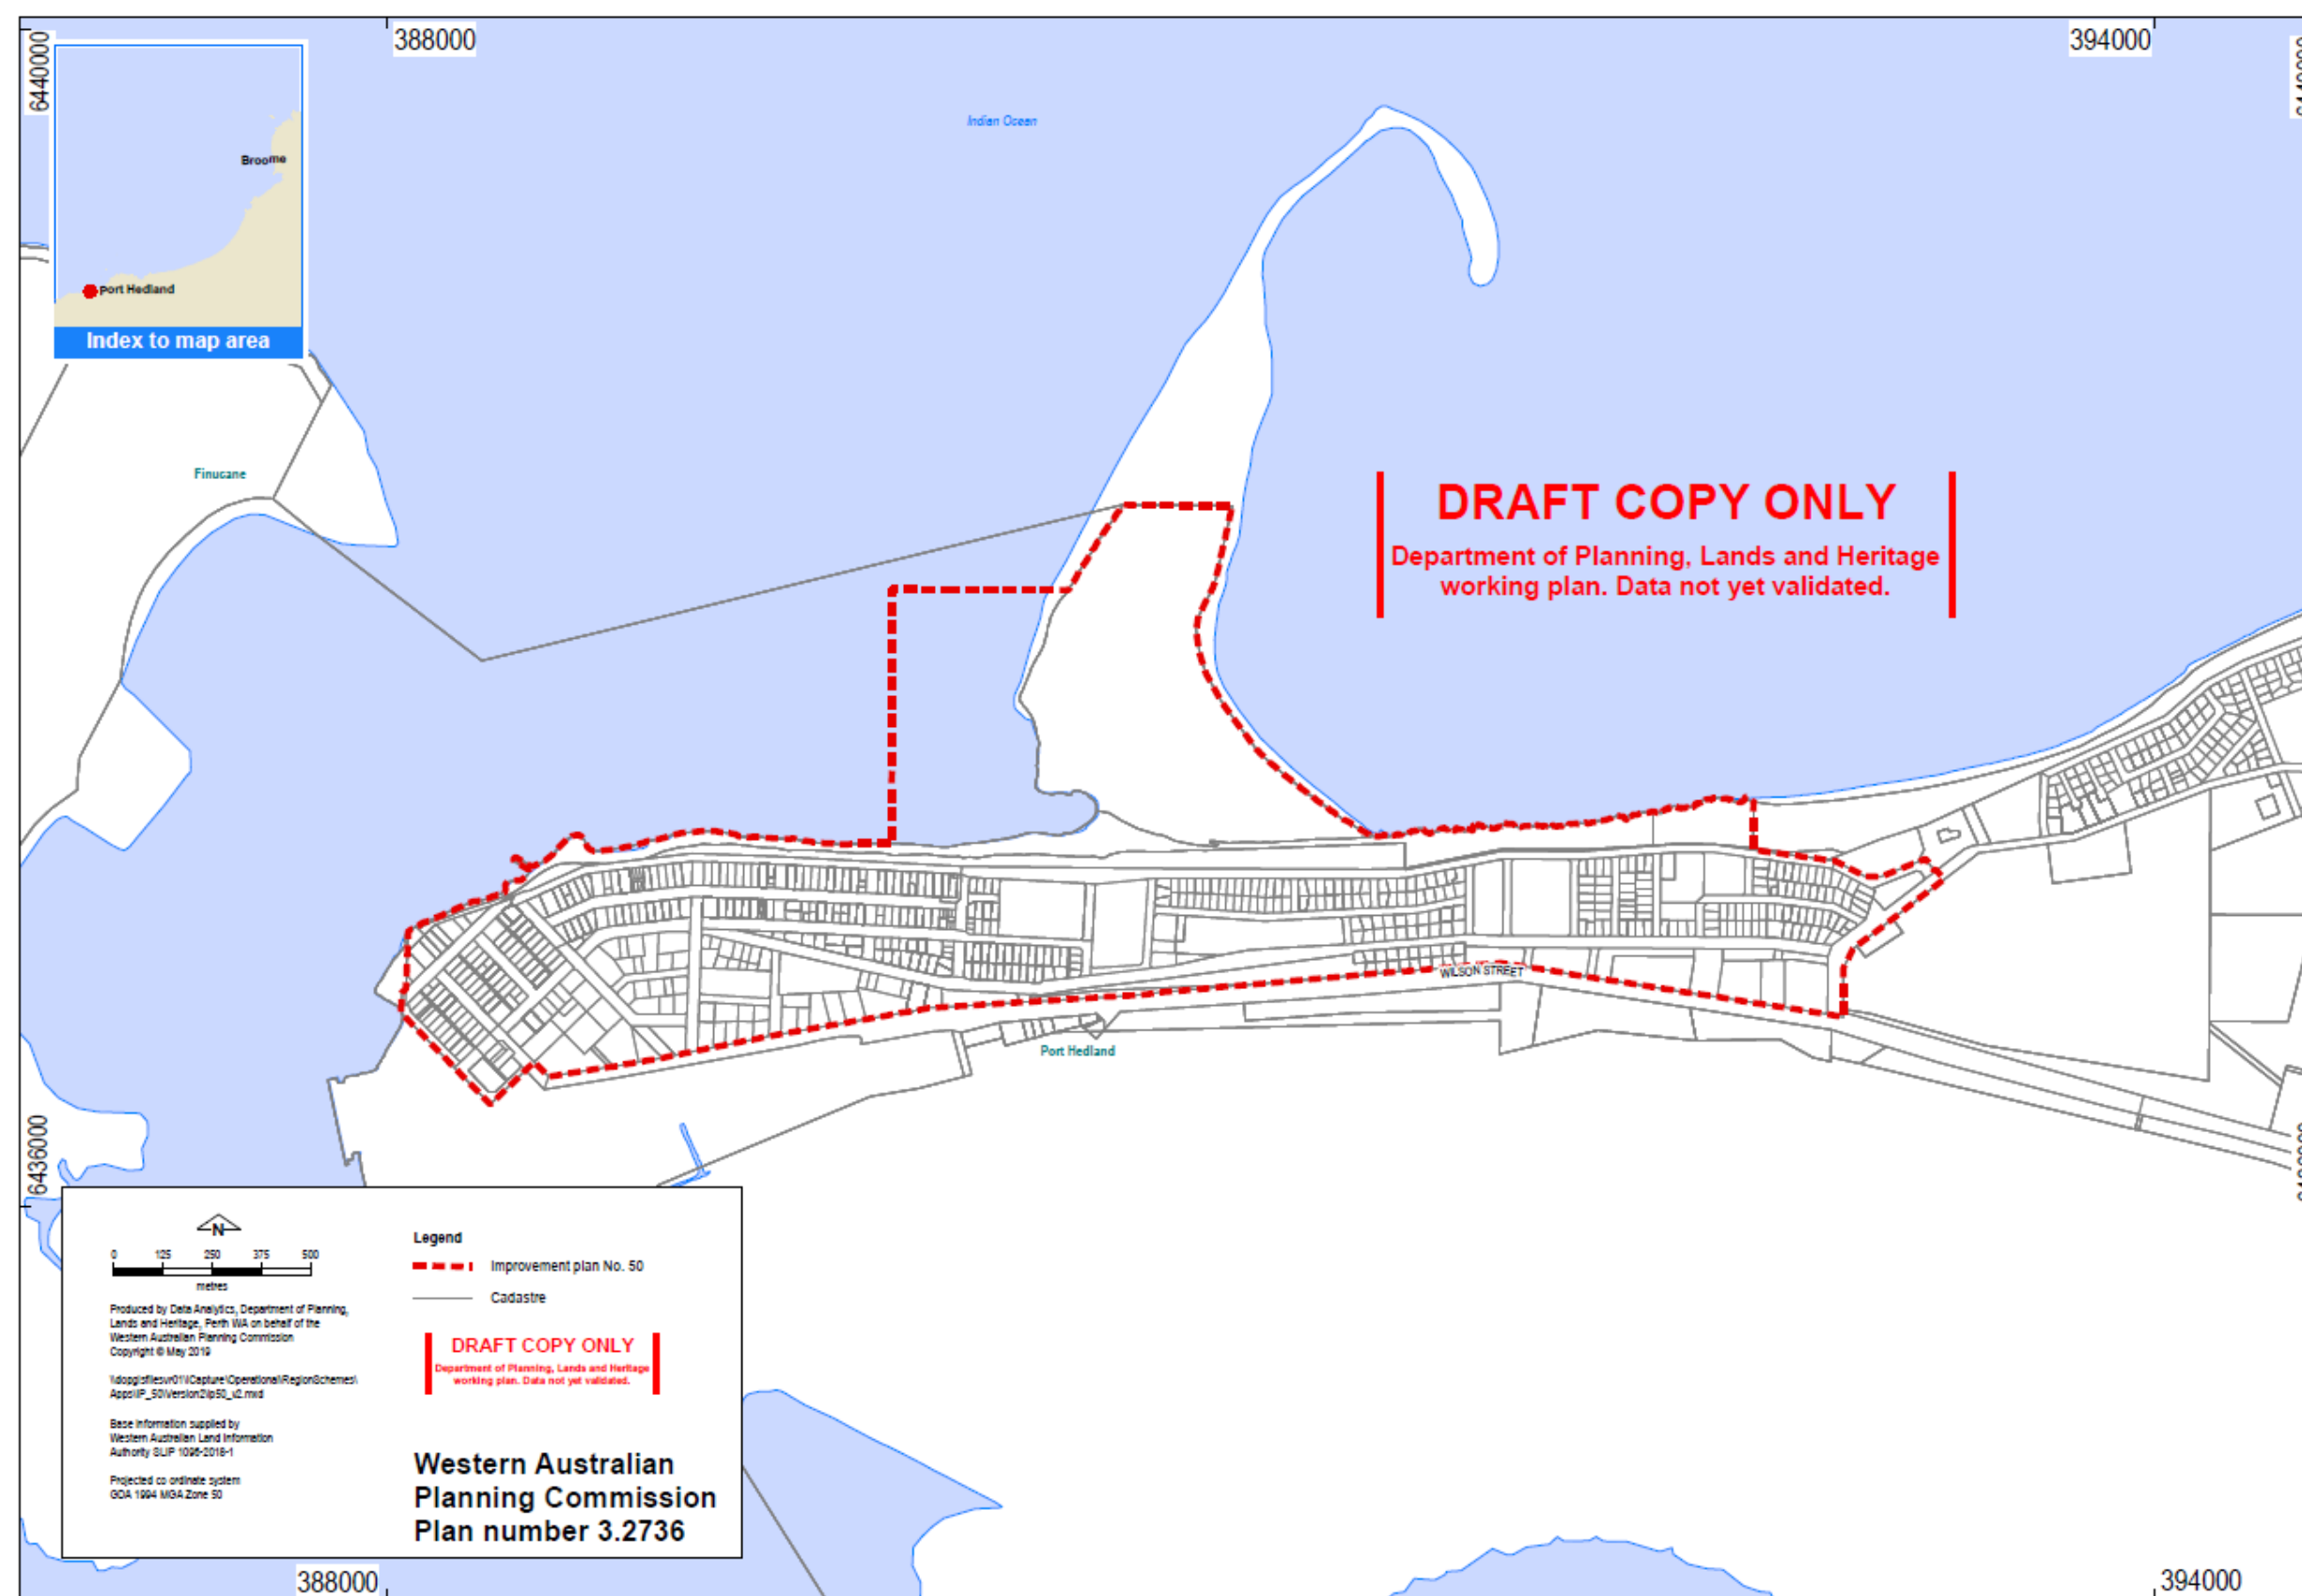 388000
394000
6440000
Indian Ocean
Broome
Port Hedland
Index to map area
Finucane
DRAFT COPY ONLY
Department of Planning, Lands and Heritage
working plan. Data not yet validated.
WILSON STREET
Port Hedland
6436000
N
0 125 250 375 500
metres
Produced by Data Analytics, Department of Planning,
Lands and Heritage, Perth WA on behalf of the
Western Australian Planning Commission
Copyright © May 2019
Base information supplied by
Western Australian Land Information
Authority SLIP 1096-2018-1
Projected co ordinate system
GDA 1994 MGA Zone 50
Legend
Improvement plan No. 50
Cadastre
DRAFT COPY ONLY
Department of Planning, Lands and Heritage
working plan. Data not yet validated.
Western Australian
Planning Commission
Plan number 3.2736
388000
394000